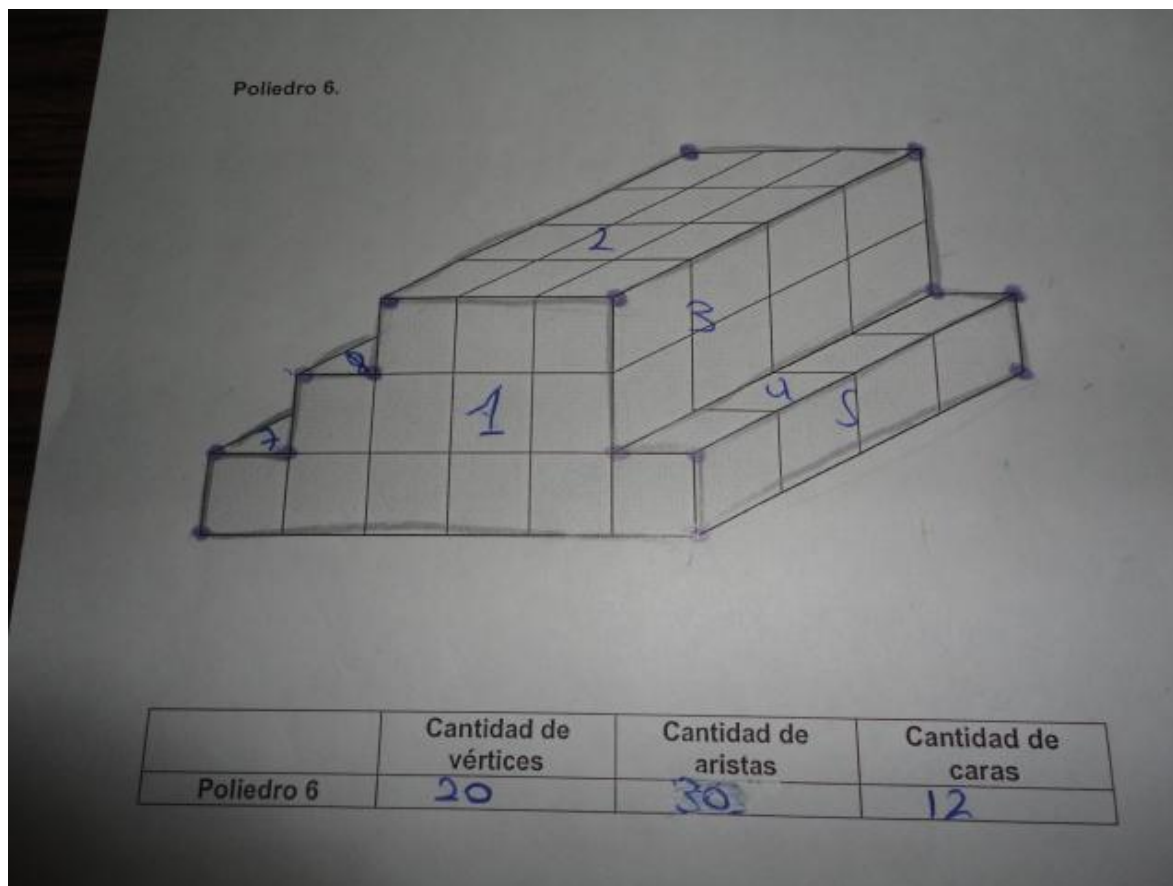 Poliedro 6.
2
3
8
1
4
5
7
Cantidad de vértices Cantidad de aristas Cantidad de caras
Poliedro 6 20 30 12